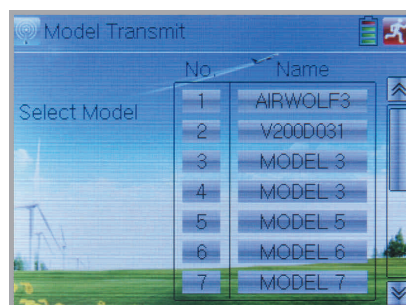 Model Transmit
No. Name
Select Model
1 AIRWOLF3
2 V200D031
3 MODEL 3
4 MODEL 3
5 MODEL 5
6 MODEL 6
7 MODEL 7